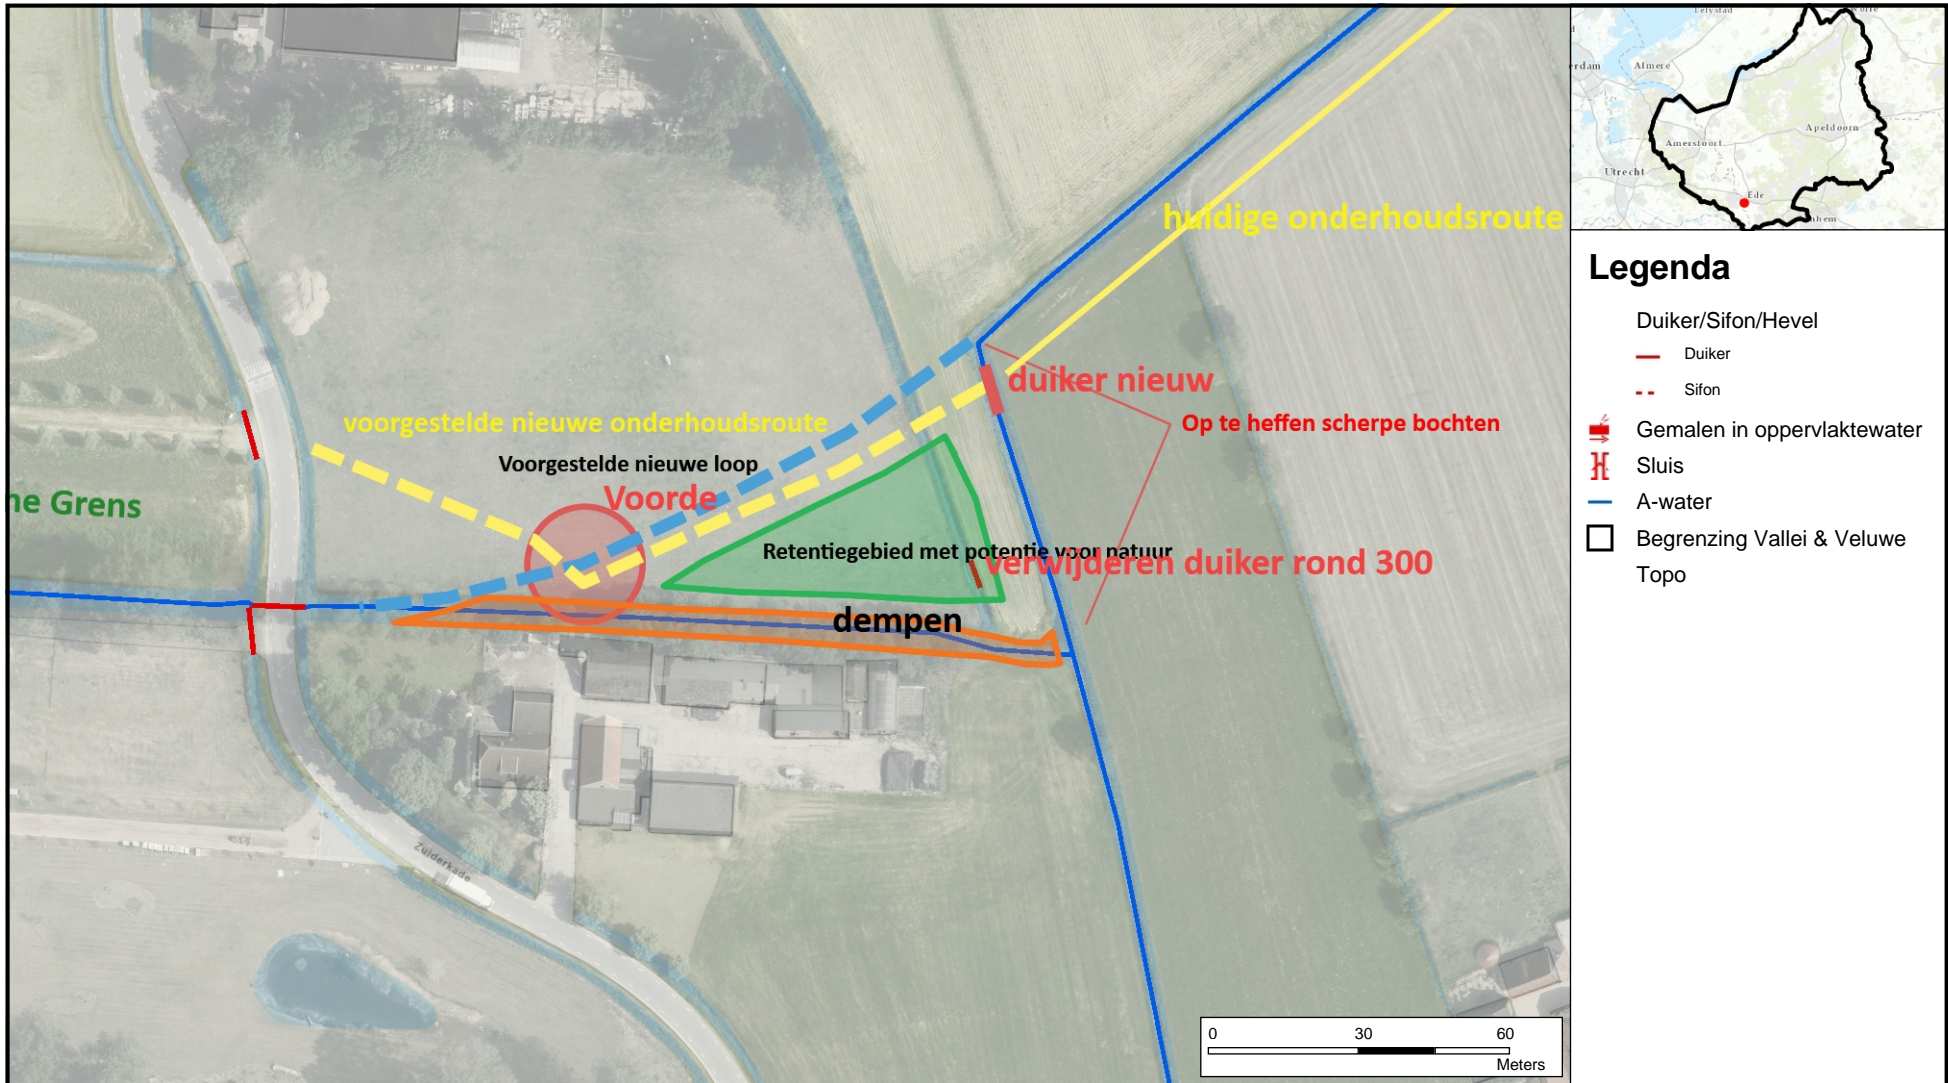 huidige onderhoudsroute
duiker nieuw
Op te heffen scherpe bochten
voorgestelde nieuwe onderhoudsroute
Voorgestelde nieuwe loop
Voorde
ne Grens
Retentiegebied met potentie voor natuur
verwijderen duiker rond 300
dempen
Zuiderkade
0 30 60
Meters
Lelystad
Almere
Apeldoorn
Amersfoort
Utrecht
Ede
Legenda
Duiker/Sifon/Hevel
Duiker
Sifon
Gemalen in oppervlaktewater
Sluis
A-water
Begrenzing Vallei & Veluwe
Topo